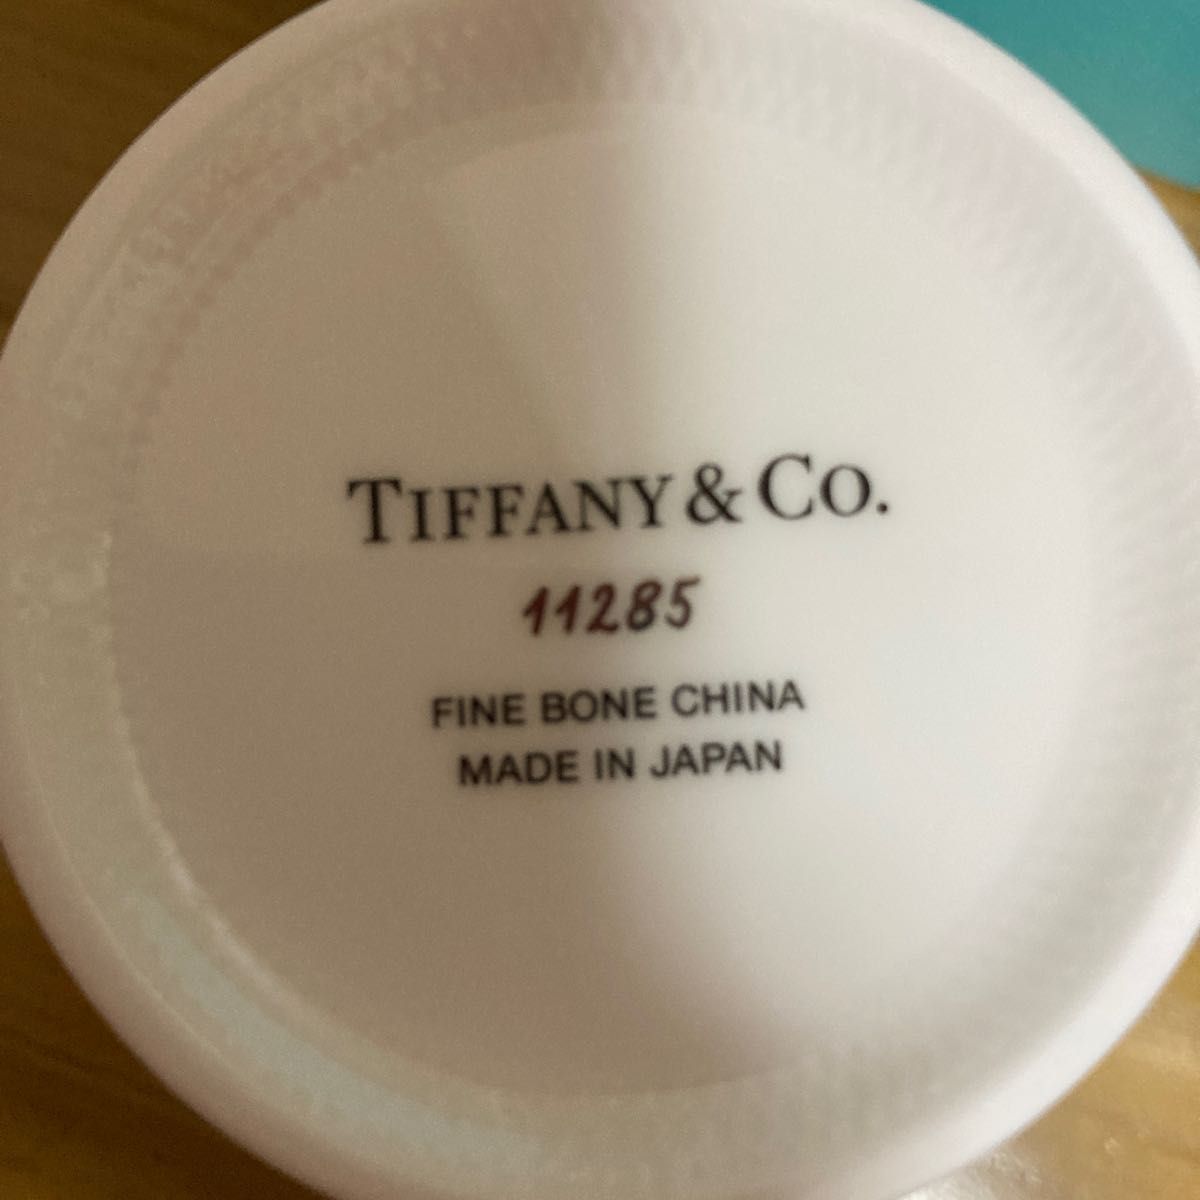 TIFFANY & CO.
11285
FINE BONE CHINA
MADE IN JAPAN